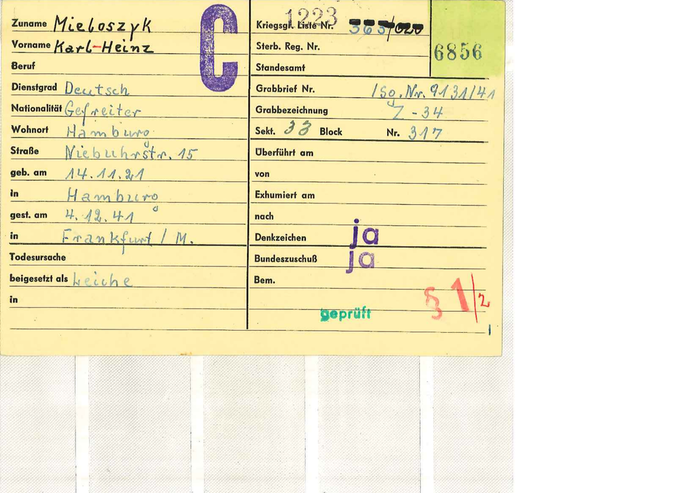 Zuname Mieloszyk
Vorname Karl-Heinz
Beruf
Dienstgrad Deutsch
Nationalität Gefreiter
Wohnort Hamburg
Straße Niebuhrstr. 15
geb. am 14.11.21
in Hamburg
gest. am 4.12.41
in Frankfurt / M.
Todesursache
beigesetzt als Leiche
in
C
1223
Kriegsgr. Liste Nr. 365/
Sterb. Reg. Nr.
6856
Standesamt
Grabbrief Nr. Iso. Nr. 9131/41
Grabbezeichnung Z - 34
Sekt. 33 Block Nr. 317
Überführt am
von
Exhumiert am
nach
Denkzeichen ja
Bundeszuschuß ja
Bem.
§ 1/2
geprüft